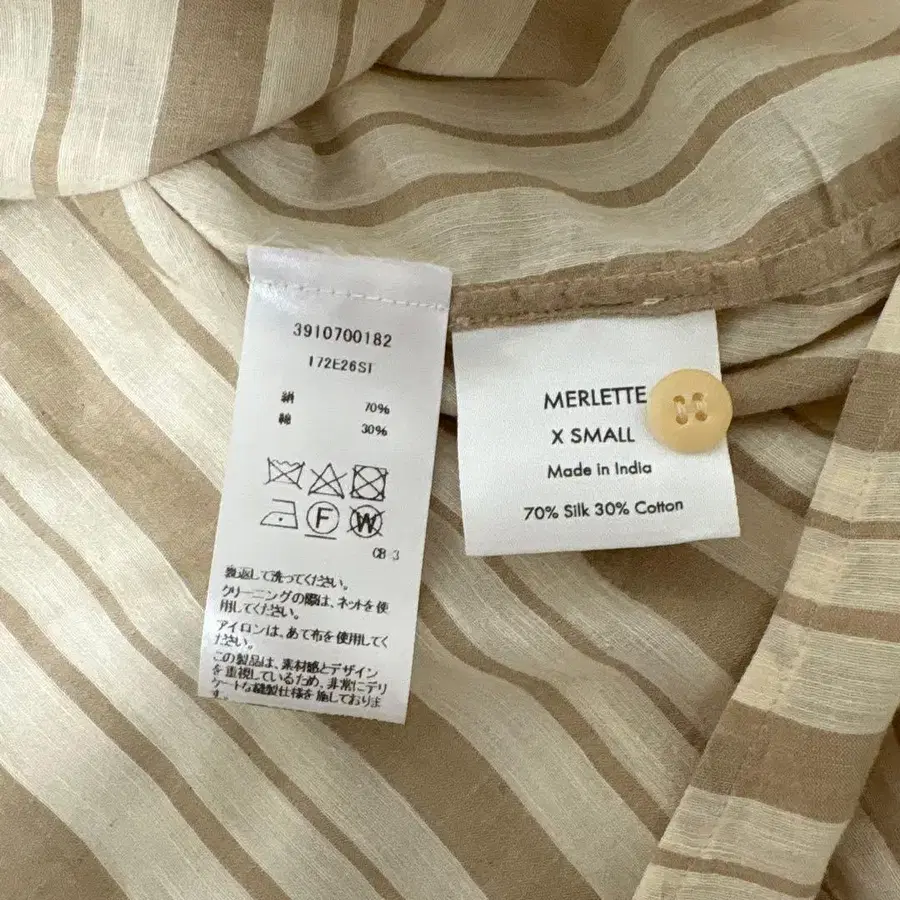 3910700182
172E26ST
絹 70%
綿 30%
F W
CB 3
裏返して洗ってください。
クリーニングの際は、ネットを使
用してください。
アイロンは、あて布を使用してく
ださい。
この製品は、素材感とデザイン
を重視しているため、非常にデリ
ケートな縫製仕様を施しておりま
す。
MERLETTE
X SMALL
Made in India
70% Silk 30% Cotton